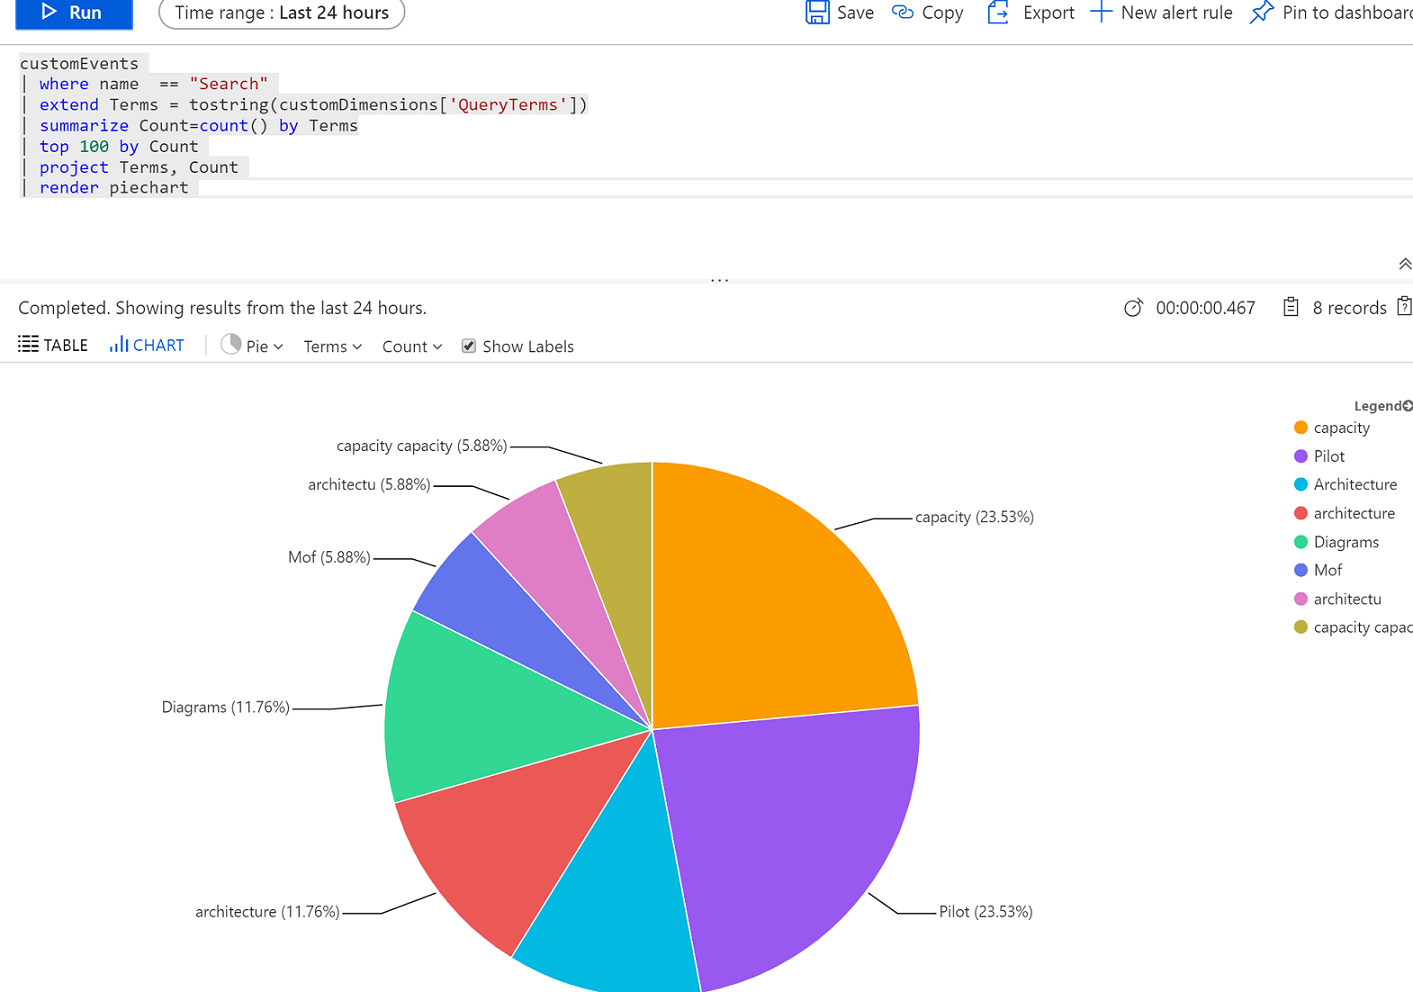 Run
Time range : Last 24 hours
Save
Copy
Export
New alert rule
Pin to dashboard
customEvents
| where name  == "Search"
| extend Terms = tostring(customDimensions['QueryTerms'])
| summarize Count=count() by Terms
| top 100 by Count
| project Terms, Count
| render piechart
...
Completed. Showing results from the last 24 hours.
00:00:00.467
8 records
TABLE
CHART
Pie
Terms
Count
Show Labels
Legend
capacity
Pilot
Architecture
architecture
Diagrams
Mof
architectu
capacity capac
capacity capacity (5.88%)
architectu (5.88%)
capacity (23.53%)
Mof (5.88%)
Diagrams (11.76%)
architecture (11.76%)
Pilot (23.53%)